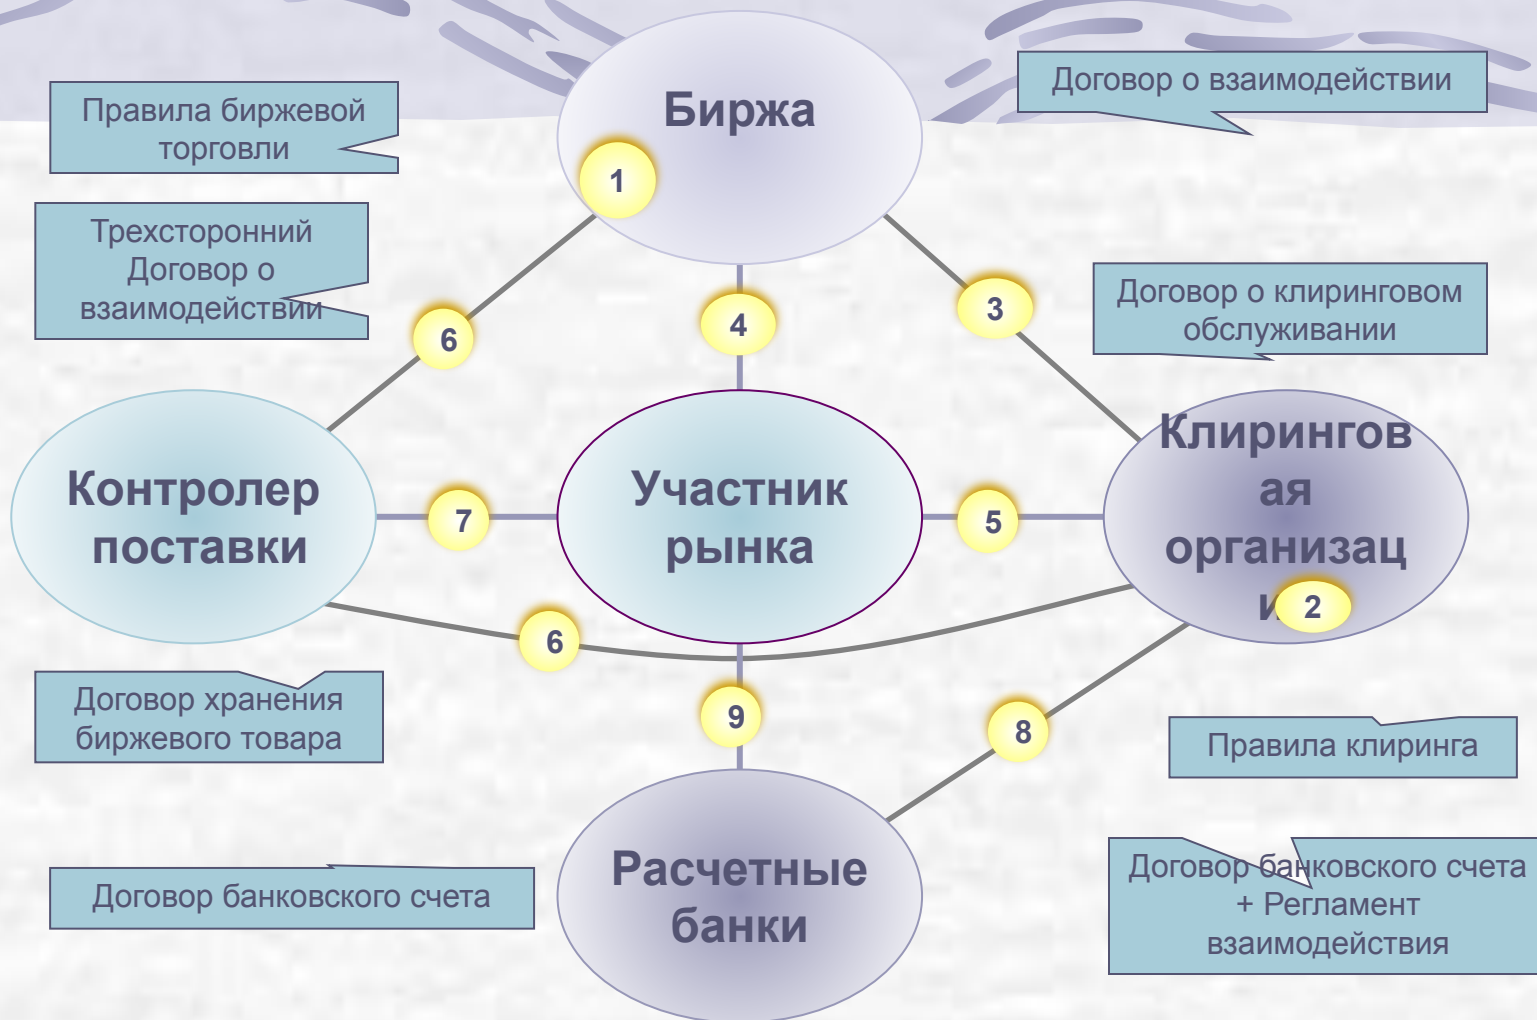 Биржа
Договор о взаимодействии
Правила биржевой
торговли
1
Трехсторонний
Договор о
взаимодействии
6
4
3
Договор о клиринговом
обслуживании
Контролер
поставки
7
Участник
рынка
5
Клирингов
ая
организац
и
2
6
Договор хранения
биржевого товара
9
8
Правила клиринга
Расчетные
банки
Договор банковского счета
Договор банковского счета
+ Регламент
взаимодействия